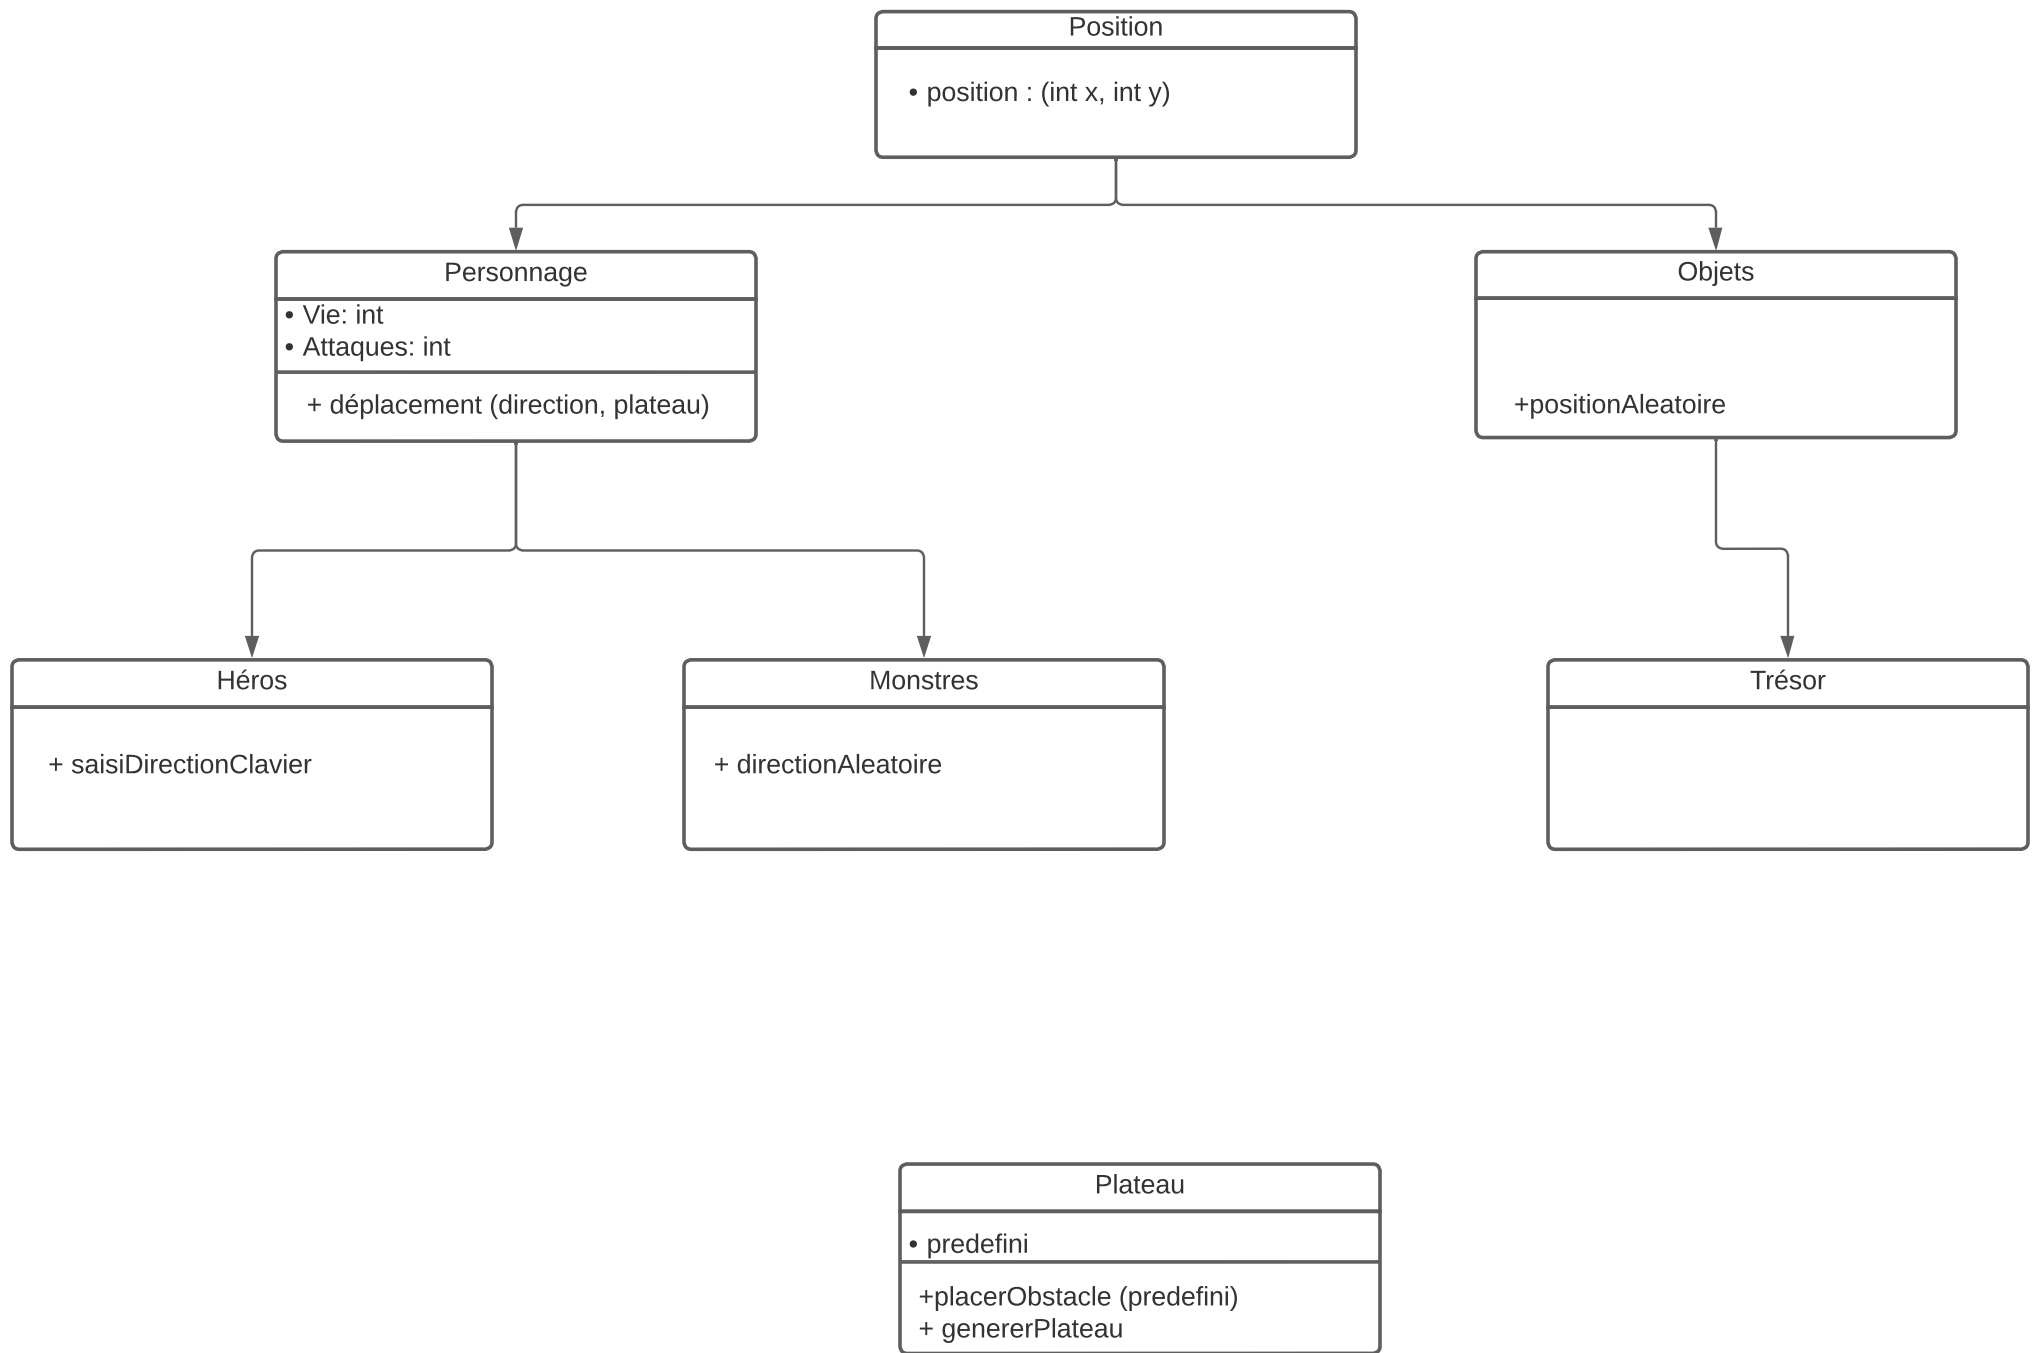 Position
• position : (int x, int y)
Personnage
• Vie: int
• Attaques: int
+ déplacement (direction, plateau)
Objets
+positionAleatoire
Héros
+ saisiDirectionClavier
Monstres
+ directionAleatoire
Trésor
Plateau
• predefini
+placerObstacle (predefini)
+ genererPlateau